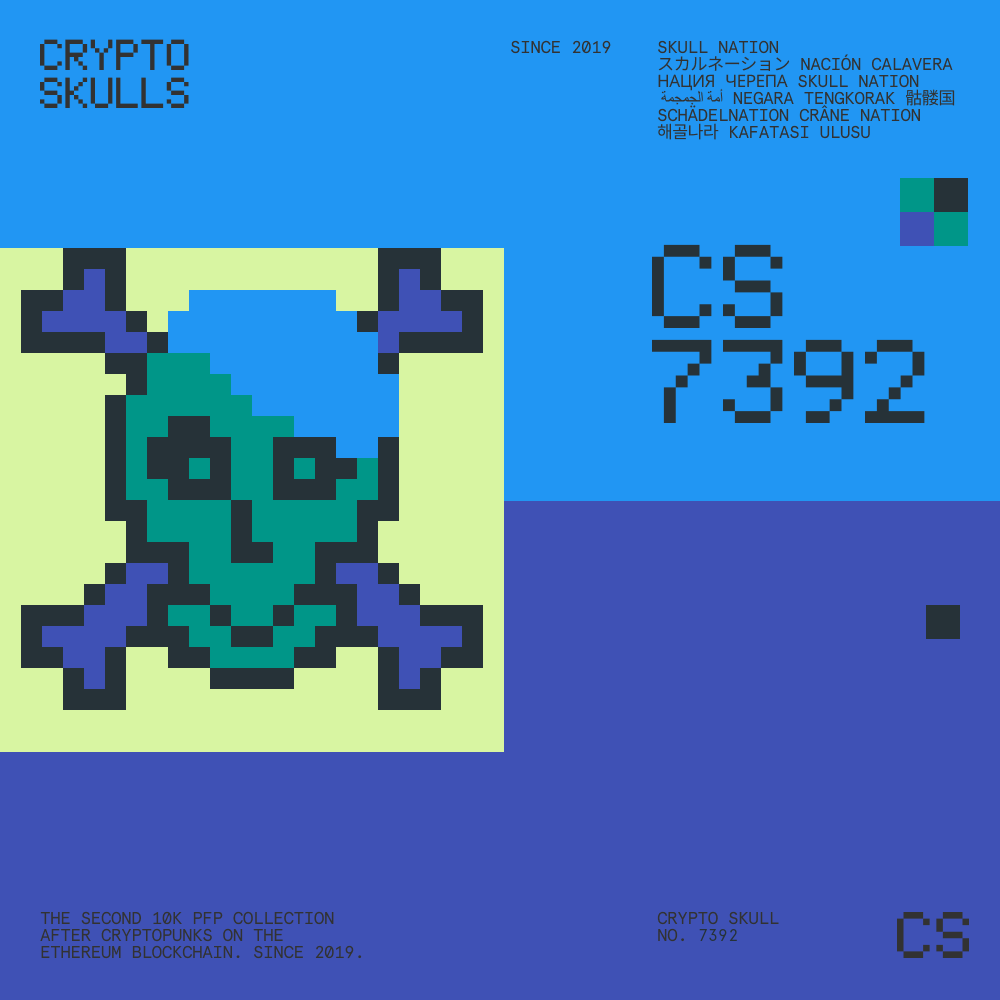 CRYPTO
SKULLS
SINCE 2019
SKULL NATION
スカルネーション NACIÓN CALAVERA
НАЦИЯ ЧЕРЕПА SKULL NATION
أمة الجمجمة NEGARA TENGKORAK 骷髅国
SCHÄDELNATION CRÂNE NATION
해골나라 KAFATASI ULUSU
CS
7392
THE SECOND 10K PFP COLLECTION
AFTER CRYPTOPUNKS ON THE
ETHEREUM BLOCKCHAIN. SINCE 2019.
CRYPTO SKULL
NO. 7392
CS